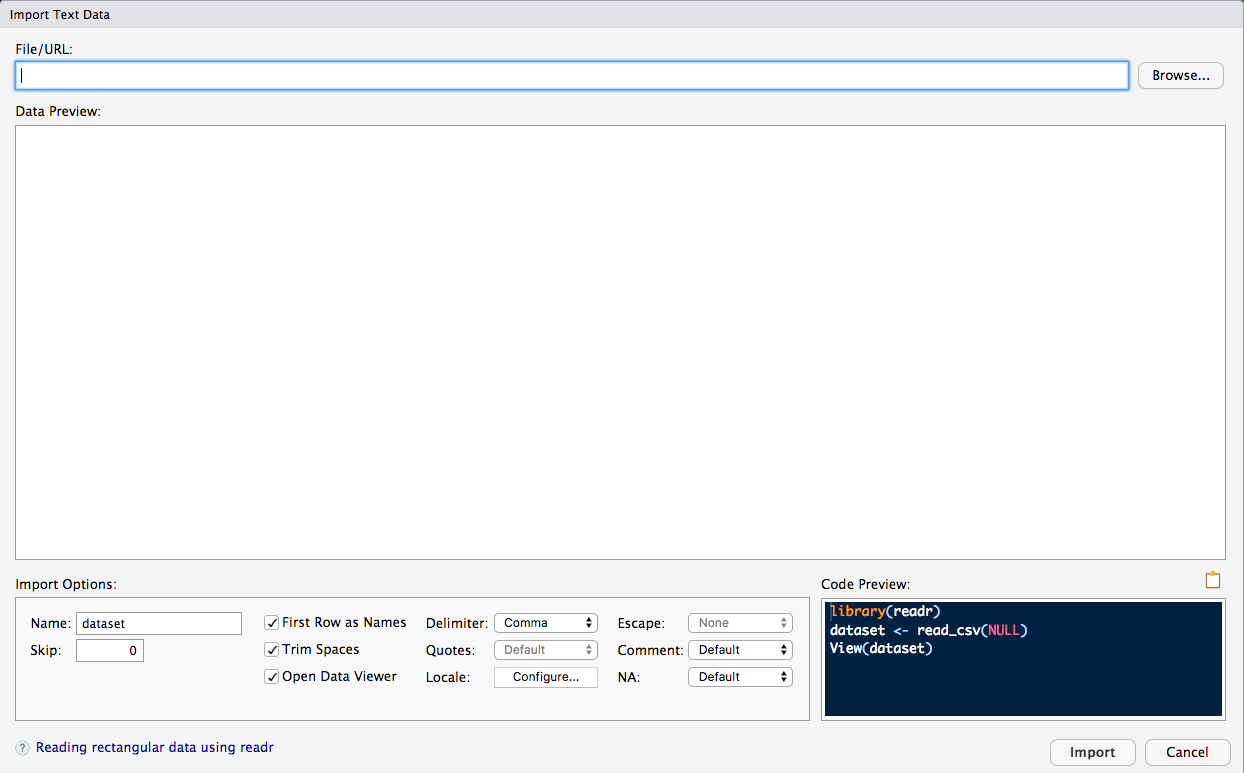 Import Text Data
File/URL:
Browse...
Data Preview:
Import Options:
Name: dataset
Skip: 0
First Row as Names
Trim Spaces
Open Data Viewer
Delimiter: Comma
Quotes: Default
Locale: Configure...
Escape: None
Comment: Default
NA: Default
Code Preview:
library(readr)
dataset <- read_csv(NULL)
View(dataset)
? Reading rectangular data using readr
Import
Cancel